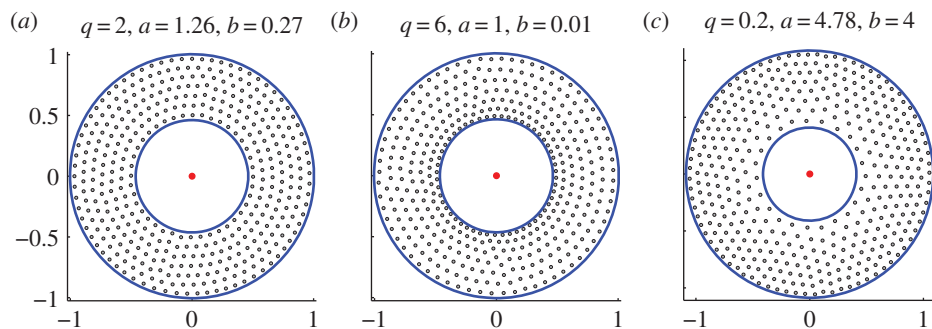 (a) q = 2, a = 1.26, b = 0.27
(b) q = 6, a = 1, b = 0.01
(c) q = 0.2, a = 4.78, b = 4
1
0.5
0
−0.5
−1
−1 0 1
−1 0 1
−1 0 1